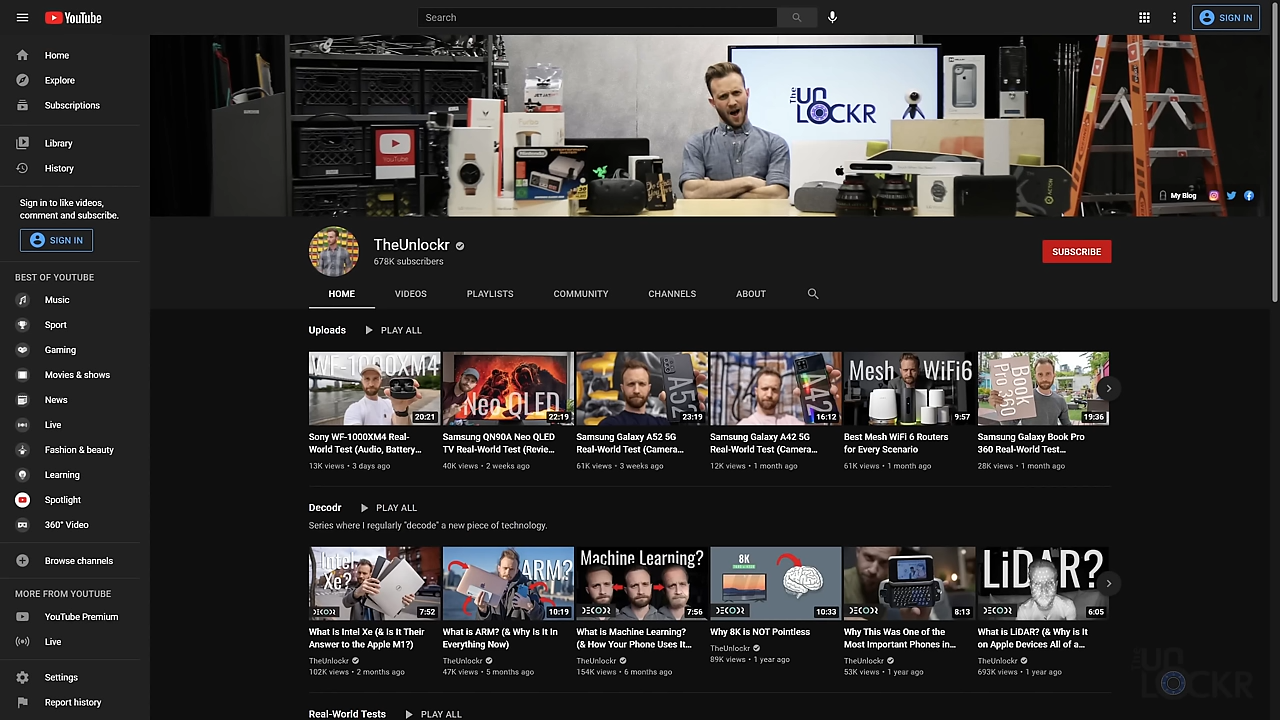 YouTube
Search
SIGN IN
Home
Explore
Subscriptions
Library
History
Sign in to like videos,
comment and subscribe.
SIGN IN
BEST OF YOUTUBE
Music
Sport
Gaming
Movies & shows
News
Live
Fashion & beauty
Learning
Spotlight
360° Video
Browse channels
MORE FROM YOUTUBE
YouTube Premium
Live
Settings
Report history
YouTube
The
UN
LOCKR
My Blog
TheUnlockr
678K subscribers
SUBSCRIBE
HOME VIDEOS PLAYLISTS COMMUNITY CHANNELS ABOUT
Uploads PLAY ALL
WF-1000XM4
20:21
Neo QLED
22:19
A52
23:19
A42
16:12
Mesh WiFi6
9:57
Book
Pro 360
19:36
Sony WF-1000XM4 Real-
World Test (Audio, Battery...
13K views • 3 days ago
Samsung QN90A Neo QLED
TV Real-World Test (Revie...
40K views • 2 weeks ago
Samsung Galaxy A52 5G
Real-World Test (Camera...
61K views • 3 weeks ago
Samsung Galaxy A42 5G
Real-World Test (Camera...
12K views • 1 month ago
Best Mesh WiFi 6 Routers
for Every Scenario
61K views • 1 month ago
Samsung Galaxy Book Pro
360 Real-World Test...
28K views • 1 month ago
Decodr PLAY ALL
Series where I regularly "decode" a new piece of technology.
Intel
Xe?
DECODR
7:52
ARM?
10:19
Machine Learning?
DECODR
7:56
8K
DECODR
10:33
DECODR
8:13
LiDAR?
DECODR
6:05
What Is Intel Xe (& Is It Their
Answer to the Apple M1?)
TheUnlockr
102K views • 2 months ago
What is ARM? (& Why Is It In
Everything Now)
TheUnlockr
47K views • 5 months ago
What is Machine Learning?
(& How Your Phone Uses It...
TheUnlockr
154K views • 6 months ago
Why 8K is NOT Pointless
TheUnlockr
89K views • 1 year ago
Why This Was One of the
Most Important Phones in...
TheUnlockr
53K views • 1 year ago
What is LiDAR? (& Why is It
on Apple Devices All of a...
TheUnlockr
693K views • 1 year ago
Real-World Tests PLAY ALL
The
UN
LOCKR